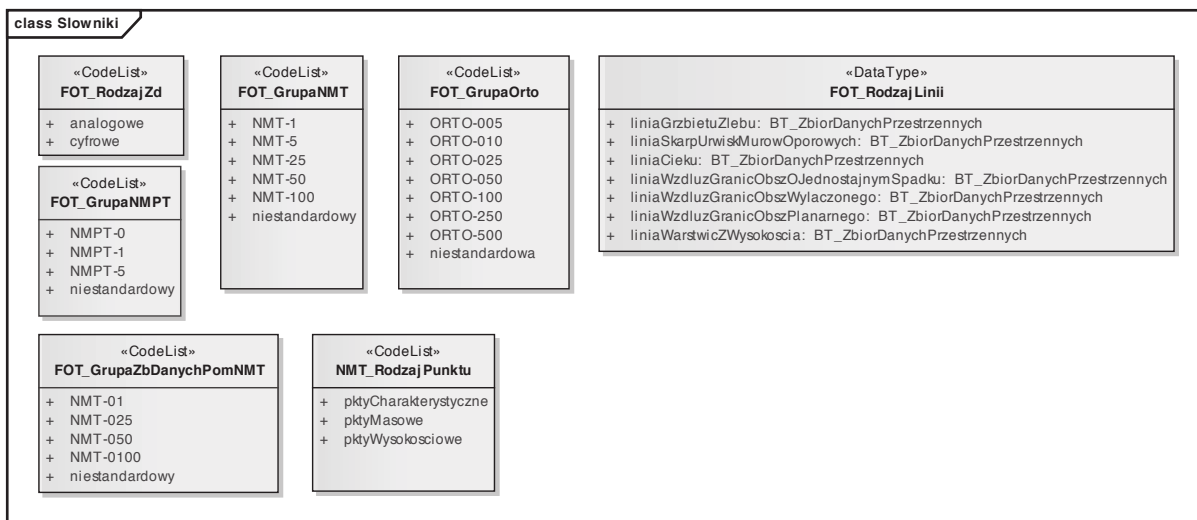 class Slowniki
«CodeList»
FOT_RodzajZd
+ analogowe
+ cyfrowe
«CodeList»
FOT_GrupaNMPT
+ NMPT-0
+ NMPT-1
+ NMPT-5
+ niestandardowy
«CodeList»
FOT_GrupaNMT
+ NMT-1
+ NMT-5
+ NMT-25
+ NMT-50
+ NMT-100
+ niestandardowy
«CodeList»
FOT_GrupaOrto
+ ORTO-005
+ ORTO-010
+ ORTO-025
+ ORTO-050
+ ORTO-100
+ ORTO-250
+ ORTO-500
+ niestandardowa
«DataType»
FOT_RodzajLinii
+ liniaGrzbietuZlebu: BT_ZbiorDanychPrzestrzennych
+ liniaSkarpUrwiskMurowOporowych: BT_ZbiorDanychPrzestrzennych
+ liniaCieku: BT_ZbiorDanychPrzestrzennych
+ liniaWzdluzGranicObszOJednostajnymSpadku: BT_ZbiorDanychPrzestrzennych
+ liniaWzdluzGranicObszWylaczonego: BT_ZbiorDanychPrzestrzennych
+ liniaWzdluzGranicObszPlanarnego: BT_ZbiorDanychPrzestrzennych
+ liniaWarstwicZWysokoscia: BT_ZbiorDanychPrzestrzennych
«CodeList»
FOT_GrupaZbDanychPomNMT
+ NMT-01
+ NMT-025
+ NMT-050
+ NMT-0100
+ niestandardowy
«CodeList»
NMT_RodzajPunktu
+ pktyCharakterystyczne
+ pktyMasowe
+ pktyWysokosciowe